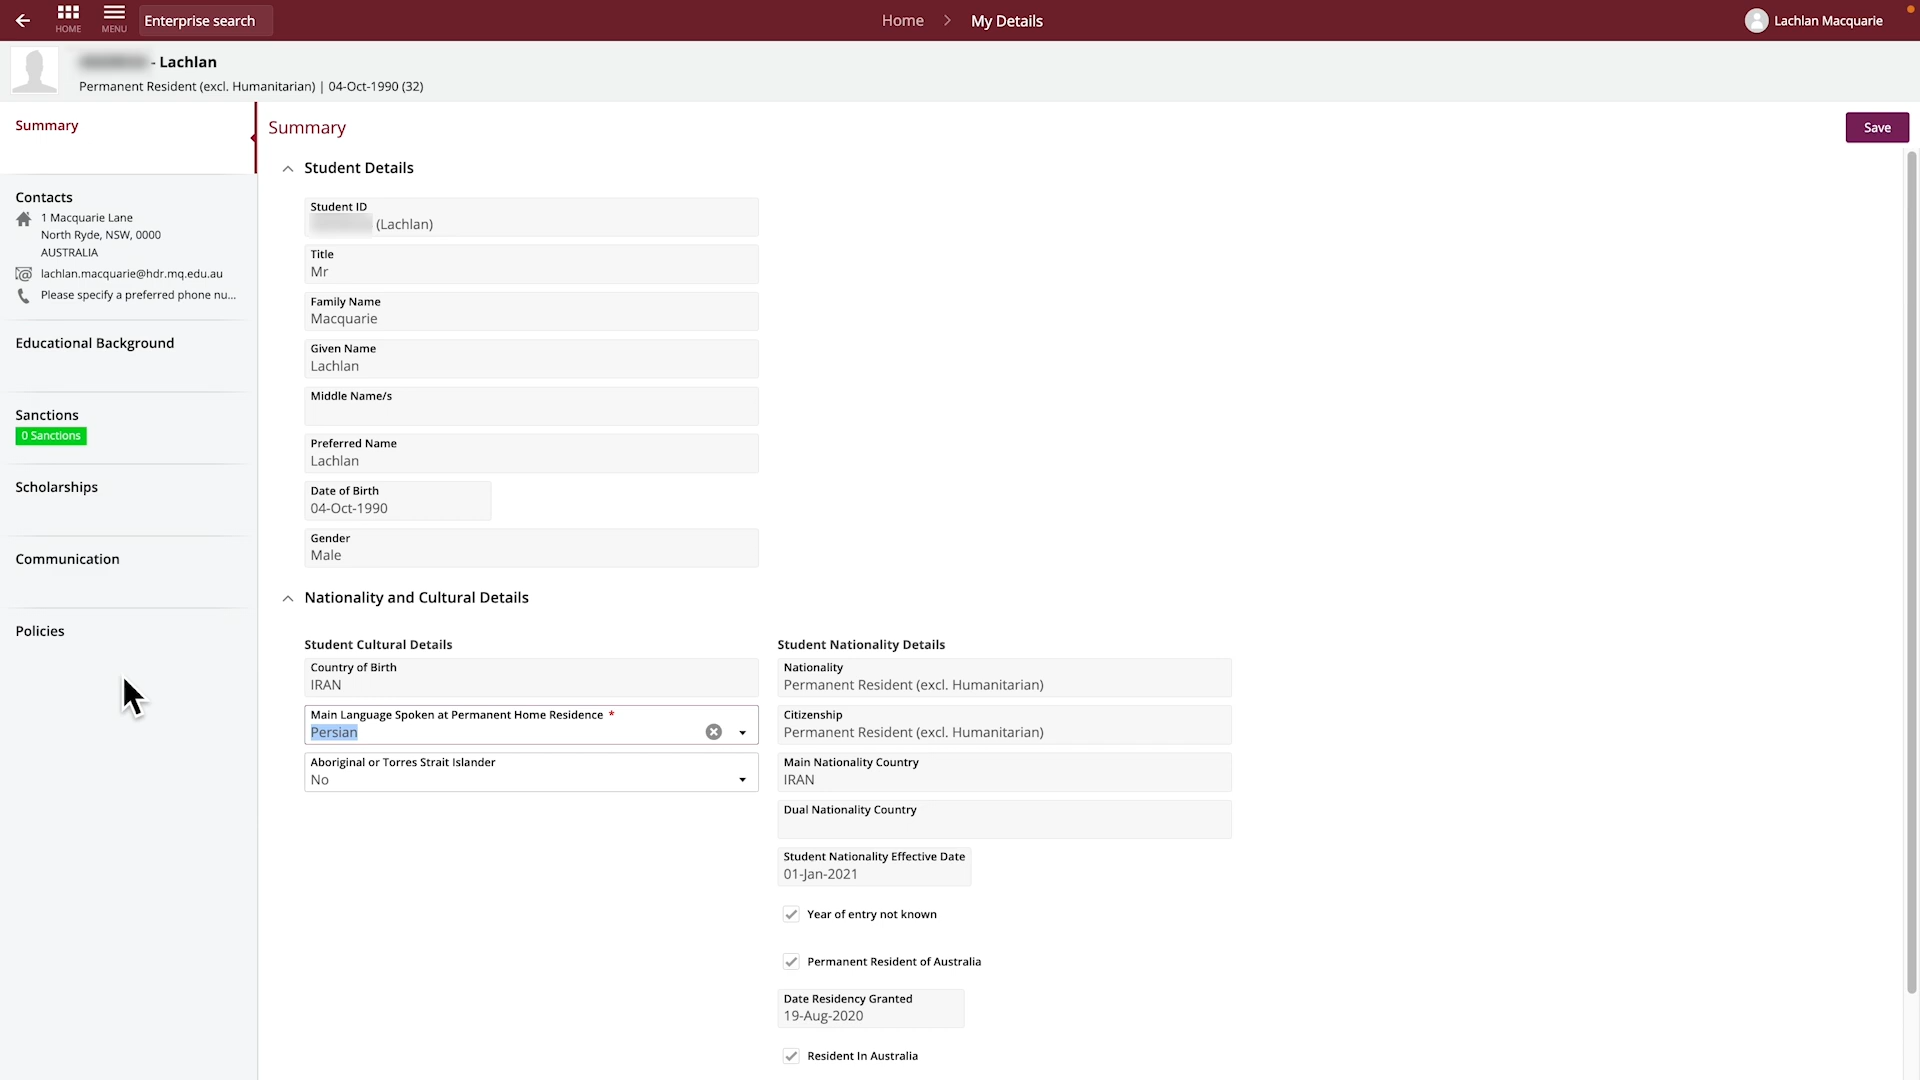 HOME
MENU
Enterprise search
Home > My Details
Lachlan Macquarie
- Lachlan
Permanent Resident (excl. Humanitarian) | 04-Oct-1990 (32)
Summary
Contacts
1 Macquarie Lane
North Ryde, NSW, 0000
AUSTRALIA
lachlan.macquarie@hdr.mq.edu.au
Please specify a preferred phone nu...
Educational Background
Sanctions
0 Sanctions
Scholarships
Communication
Policies
Summary
Save
Student Details
Student ID
(Lachlan)
Title
Mr
Family Name
Macquarie
Given Name
Lachlan
Middle Name/s
Preferred Name
Lachlan
Date of Birth
04-Oct-1990
Gender
Male
Nationality and Cultural Details
Student Cultural Details
Country of Birth
IRAN
Main Language Spoken at Permanent Home Residence *
Persian
Aboriginal or Torres Strait Islander
No
Student Nationality Details
Nationality
Permanent Resident (excl. Humanitarian)
Citizenship
Permanent Resident (excl. Humanitarian)
Main Nationality Country
IRAN
Dual Nationality Country
Student Nationality Effective Date
01-Jan-2021
Year of entry not known
Permanent Resident of Australia
Date Residency Granted
19-Aug-2020
Resident In Australia